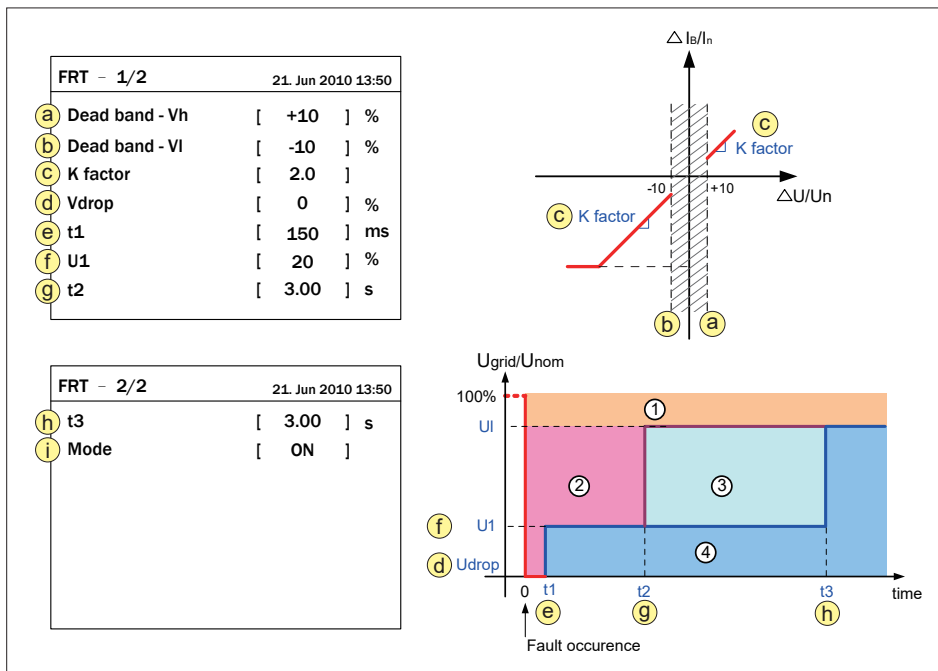 FRT - 1/2 21. Jun 2010 13:50
a Dead band - Vh [ +10 ] %
b Dead band - Vl [ -10 ] %
c K factor [ 2.0 ]
d Vdrop [ 0 ] %
e t1 [ 150 ] ms
f U1 [ 20 ] %
g t2 [ 3.00 ] s
FRT - 2/2 21. Jun 2010 13:50
h t3 [ 3.00 ] s
i Mode [ ON ]
△ IB/In
c
K factor
-10 +10
△U/Un
c K factor
b a
Ugrid/Unom
100%
1
UI
2 3
f U1
4
d Udrop
0 t1 t2 t3 time
e g h
Fault occurence